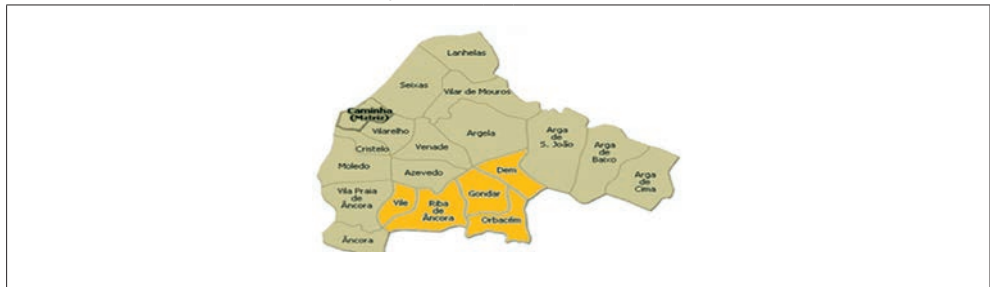 Lanhelas
Seixas
Vilar de Mouros
Caminha
(Matriz)
Vilarelho
Argela
Arga
de
S. João
Cristelo
Venade
Arga
de
Baixo
Moledo
Azevedo
Dem
Arga
de
Cima
Vila Praia
de
Âncora
Vile
Riba
de
Âncora
Gondar
Orbacém
Âncora